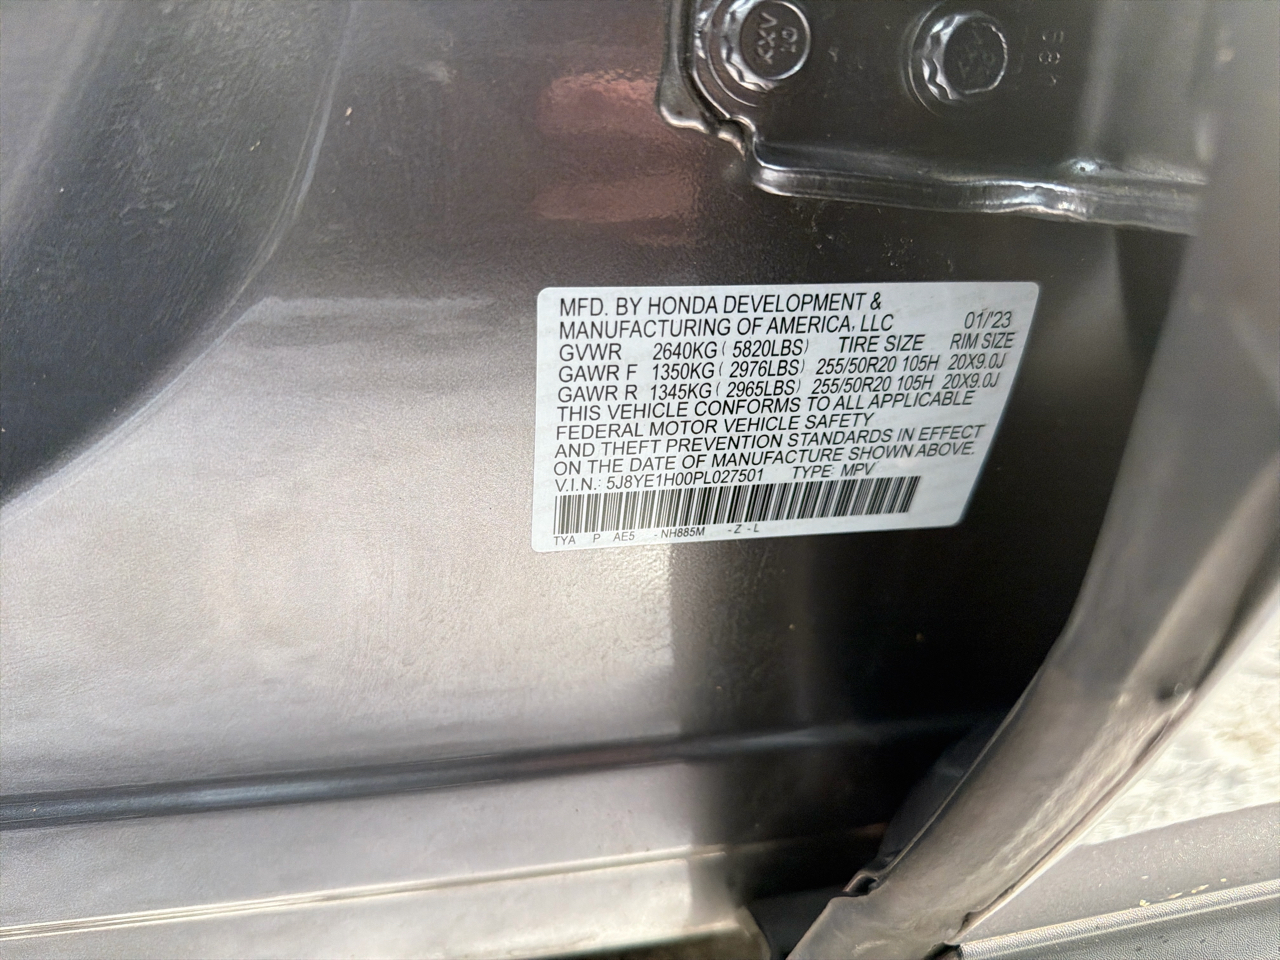 XXV
10
581
MFD. BY HONDA DEVELOPMENT &
MANUFACTURING OF AMERICA, LLC 01/'23
GVWR 2640KG ( 5820LBS) TIRE SIZE RIM SIZE
GAWR F 1350KG ( 2976LBS) 255/50R20 105H 20X9.0J
GAWR R 1345KG ( 2965LBS) 255/50R20 105H 20X9.0J
THIS VEHICLE CONFORMS TO ALL APPLICABLE
FEDERAL MOTOR VEHICLE SAFETY
AND THEFT PREVENTION STANDARDS IN EFFECT
ON THE DATE OF MANUFACTURE SHOWN ABOVE.
V.I.N.: 5J8YE1H00PL027501 TYPE: MPV
TYA P AE5 - NH885M - Z - L